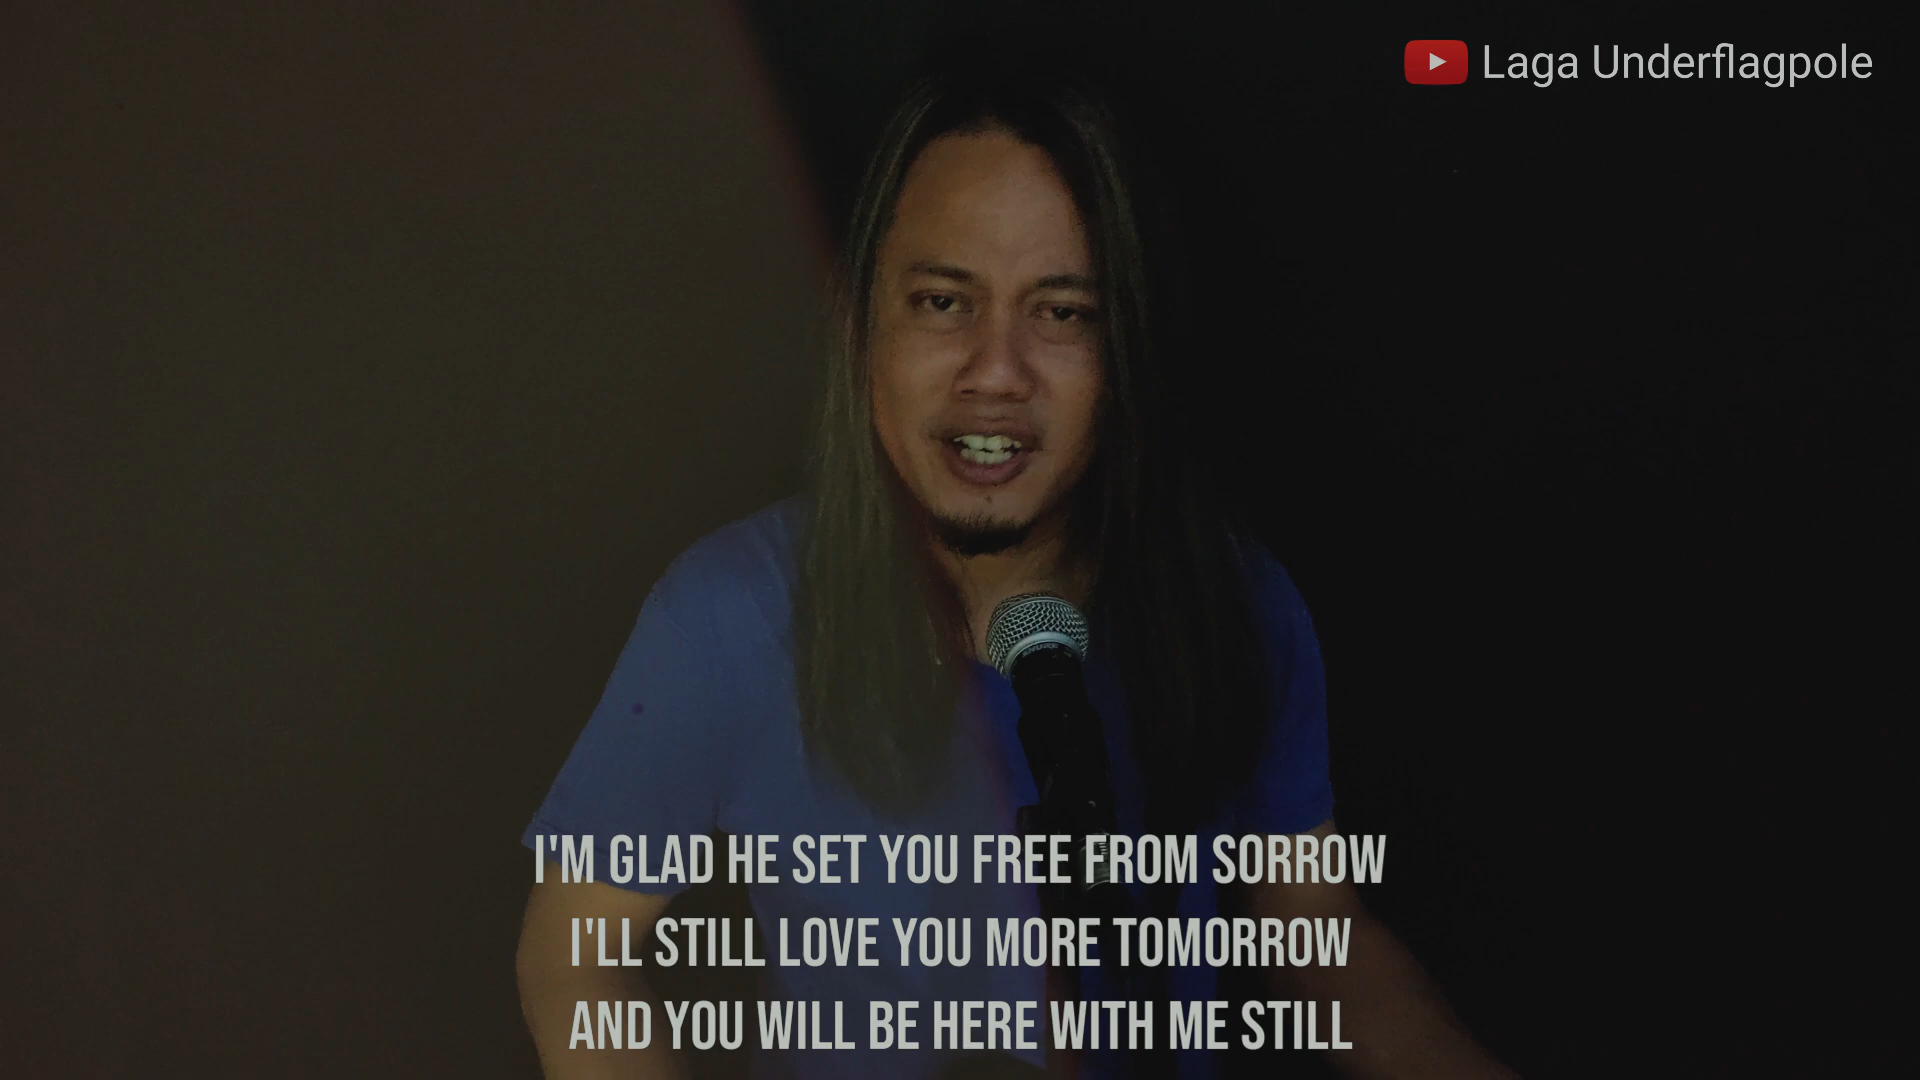 Laga Underflagpole
I'M GLAD HE SET YOU FREE FROM SORROW
I'LL STILL LOVE YOU MORE TOMORROW
AND YOU WILL BE HERE WITH ME STILL